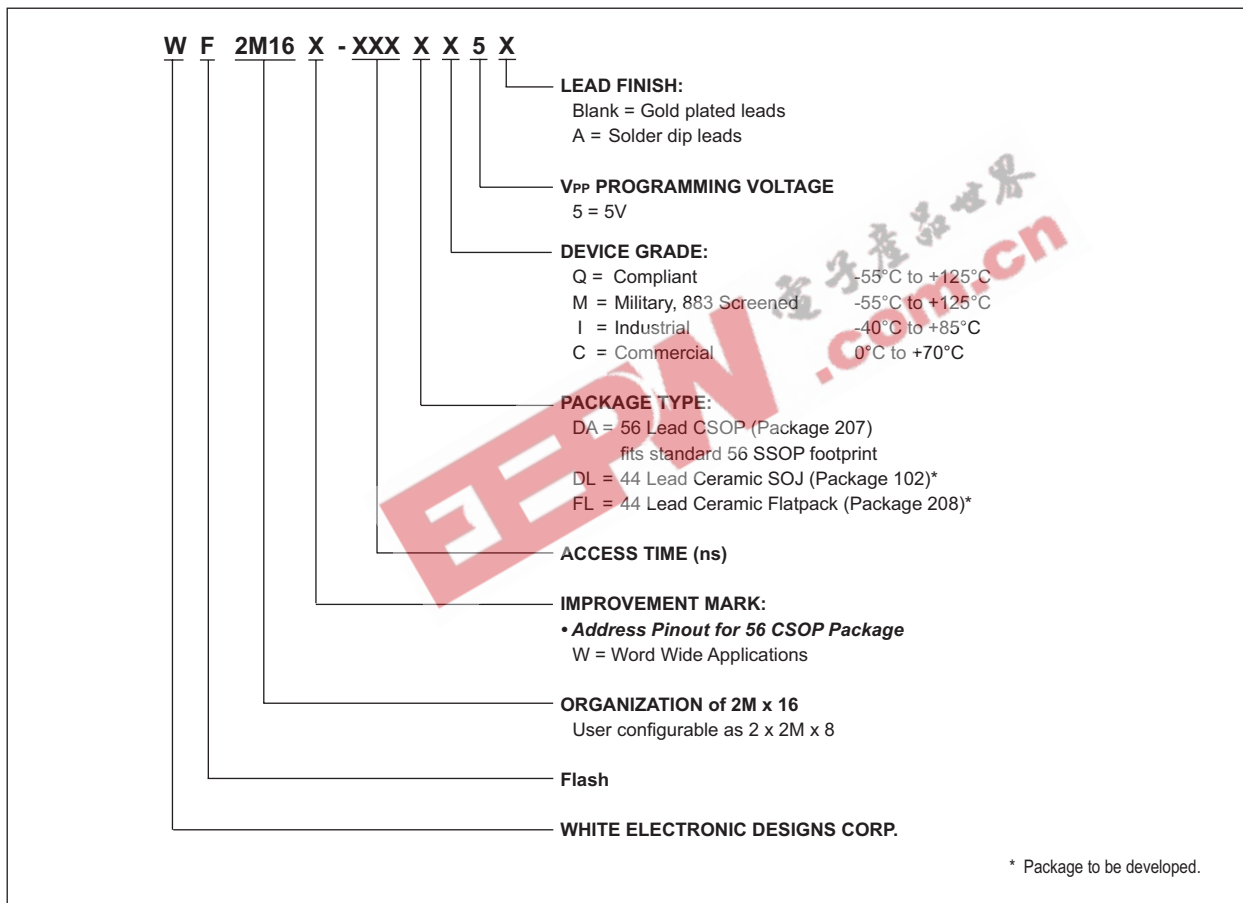 W F 2M16 X - XXX X X 5 X
LEAD FINISH:
Blank = Gold plated leads
A = Solder dip leads
VPP PROGRAMMING VOLTAGE
5 = 5V
DEVICE GRADE:
Q = Compliant -55°C to +125°C
M = Military, 883 Screened -55°C to +125°C
I = Industrial -40°C to +85°C
C = Commercial 0°C to +70°C
PACKAGE TYPE:
DA = 56 Lead CSOP (Package 207)
fits standard 56 SSOP footprint
DL = 44 Lead Ceramic SOJ (Package 102)*
FL = 44 Lead Ceramic Flatpack (Package 208)*
ACCESS TIME (ns)
IMPROVEMENT MARK:
• Address Pinout for 56 CSOP Package
W = Word Wide Applications
ORGANIZATION of 2M x 16
User configurable as 2 x 2M x 8
Flash
WHITE ELECTRONIC DESIGNS CORP.
* Package to be developed.
EEPW
電子產品世界
.com.cn